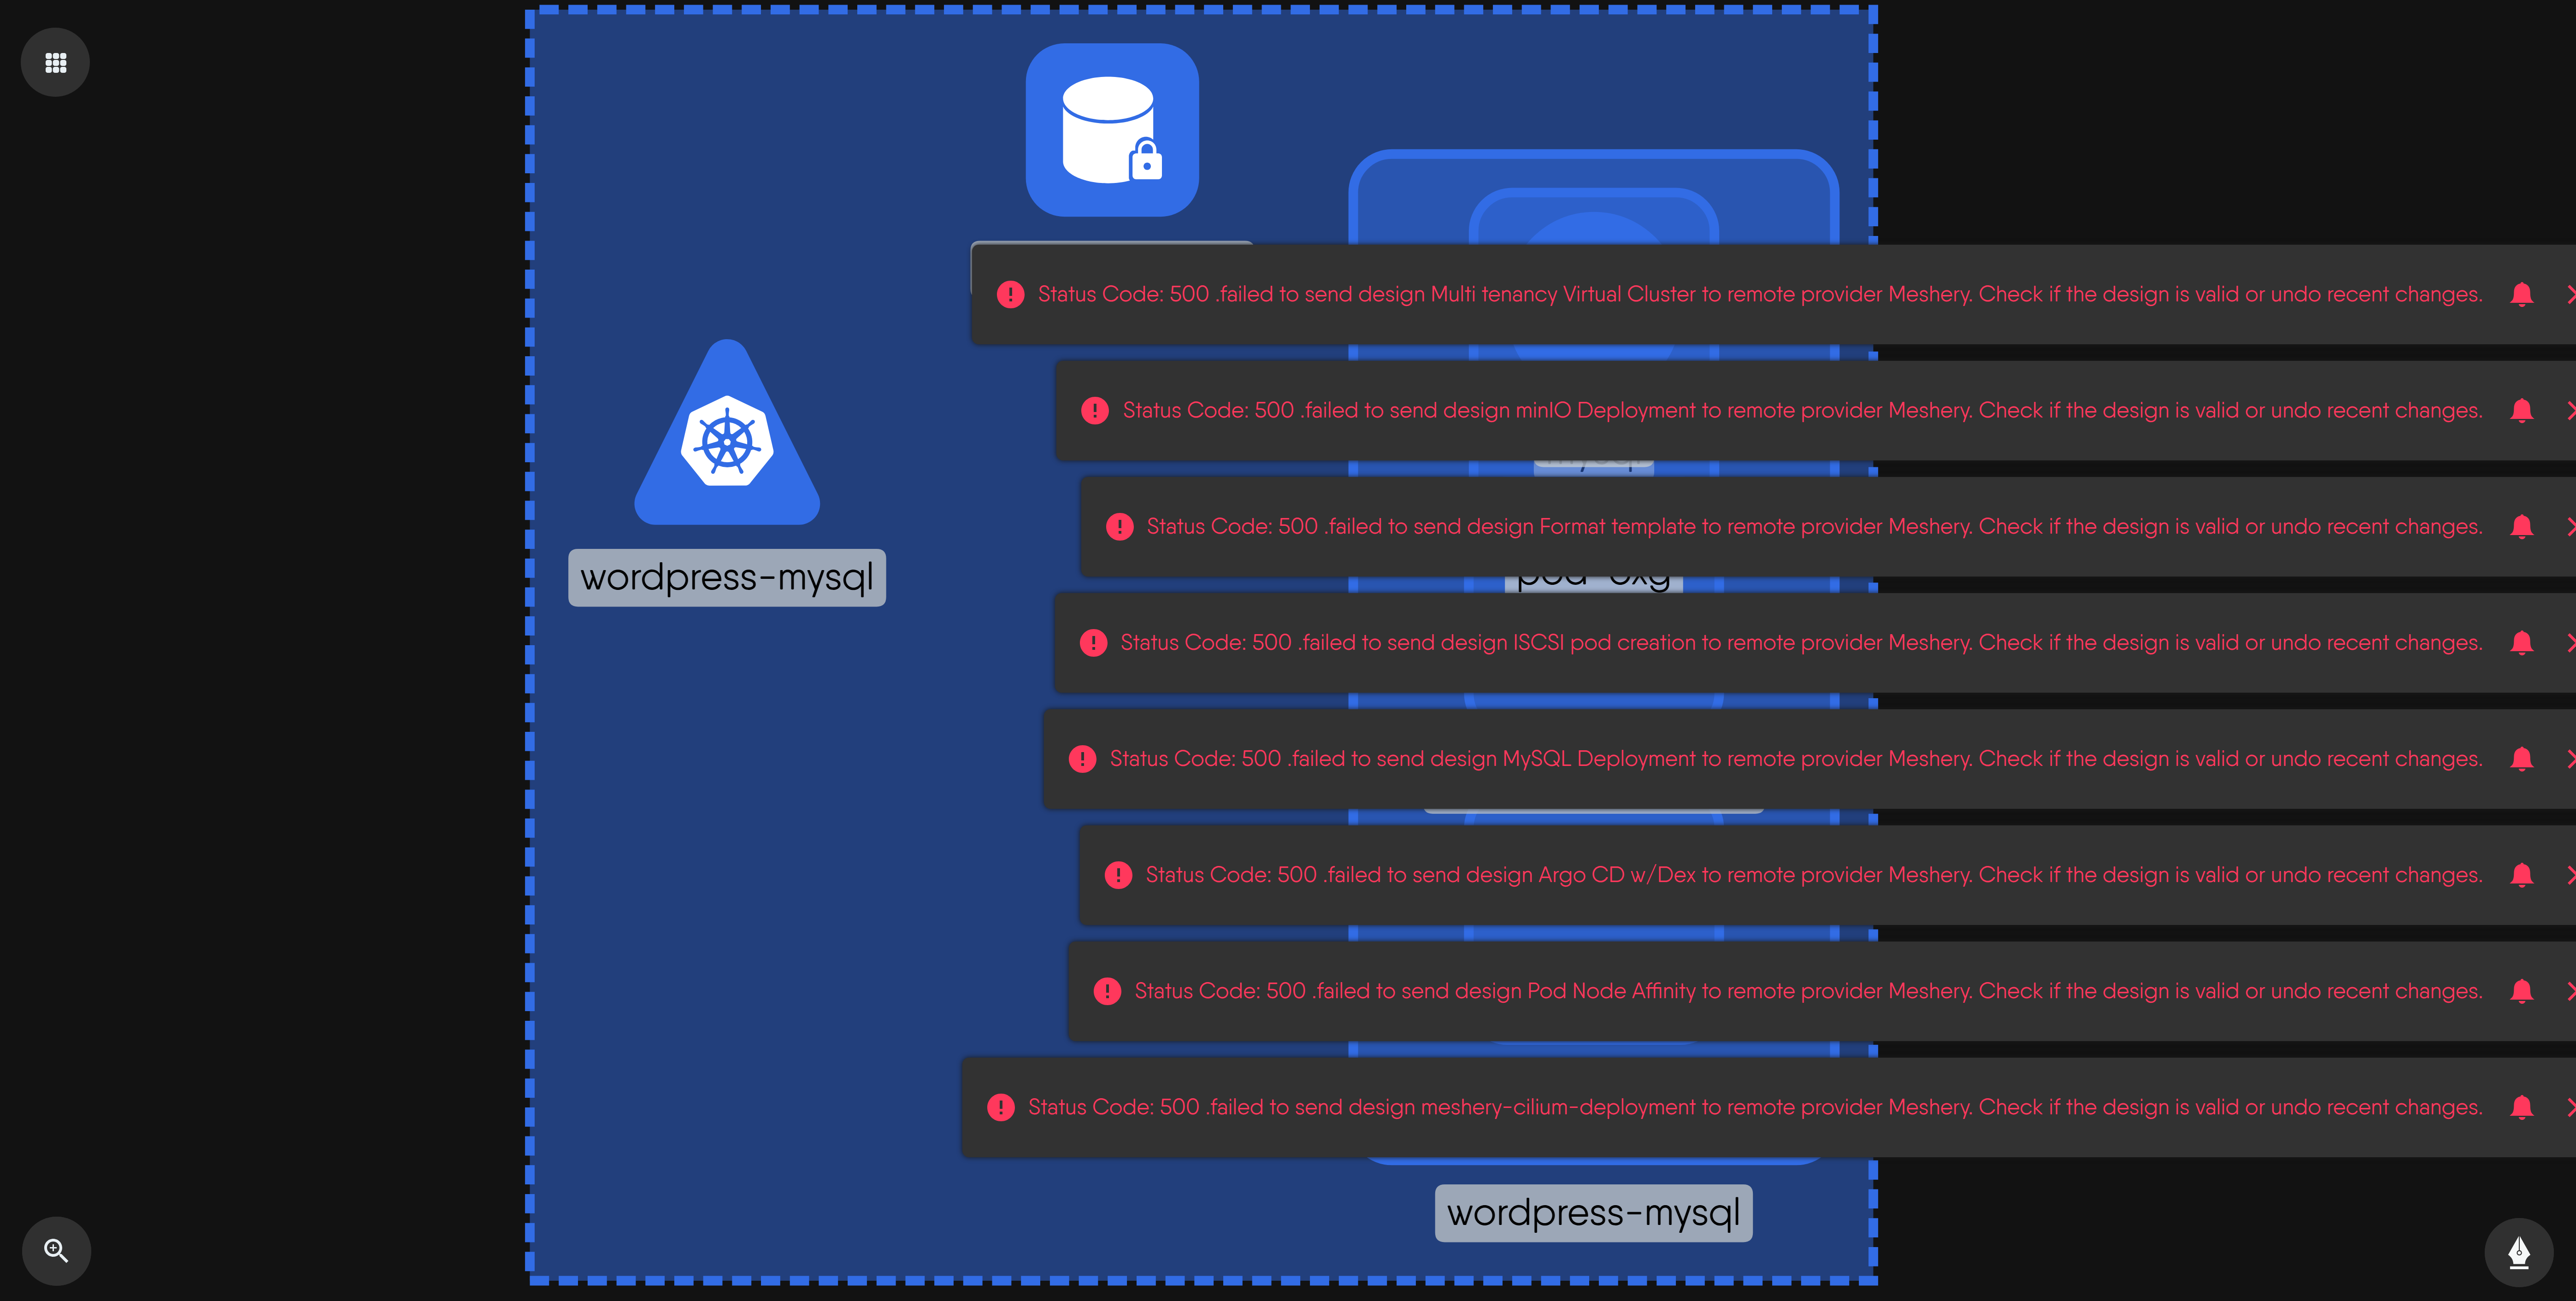 Status Code: 500 .failed to send design Multi tenancy Virtual Cluster to remote provider Meshery. Check if the design is valid or undo recent changes.
Status Code: 500 .failed to send design minIO Deployment to remote provider Meshery. Check if the design is valid or undo recent changes.
mysql
Status Code: 500 .failed to send design Format template to remote provider Meshery. Check if the design is valid or undo recent changes.
wordpress-mysql
Status Code: 500 .failed to send design ISCSI pod creation to remote provider Meshery. Check if the design is valid or undo recent changes.
Status Code: 500 .failed to send design MySQL Deployment to remote provider Meshery. Check if the design is valid or undo recent changes.
Status Code: 500 .failed to send design Argo CD w/Dex to remote provider Meshery. Check if the design is valid or undo recent changes.
Status Code: 500 .failed to send design Pod Node Affinity to remote provider Meshery. Check if the design is valid or undo recent changes.
Status Code: 500 .failed to send design meshery-cilium-deployment to remote provider Meshery. Check if the design is valid or undo recent changes.
wordpress-mysql